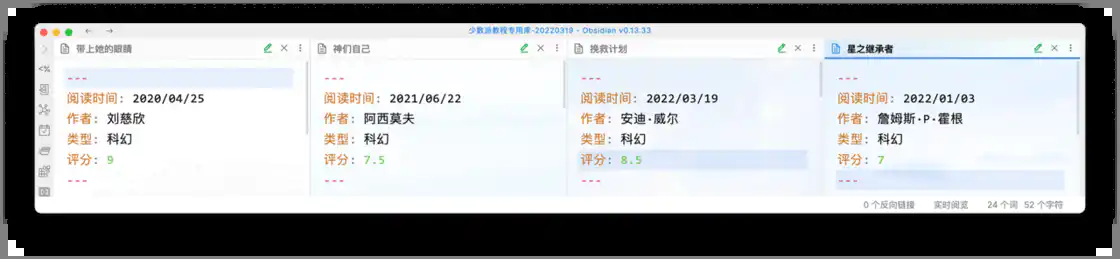 少数派教程专用库-20220319 - Obsidian v0.13.33
带上她的眼睛
---
阅读时间: 2020/04/25
作者: 刘慈欣
类型: 科幻
评分: 9
---
神们自己
---
阅读时间: 2021/06/22
作者: 阿西莫夫
类型: 科幻
评分: 7.5
---
挽救计划
---
阅读时间: 2022/03/19
作者: 安迪·威尔
类型: 科幻
评分: 8.5
---
星之继承者
---
阅读时间: 2022/01/03
作者: 詹姆斯·P·霍根
类型: 科幻
评分: 7
---
0 个反向链接 实时阅览 24 个词 52 个字符